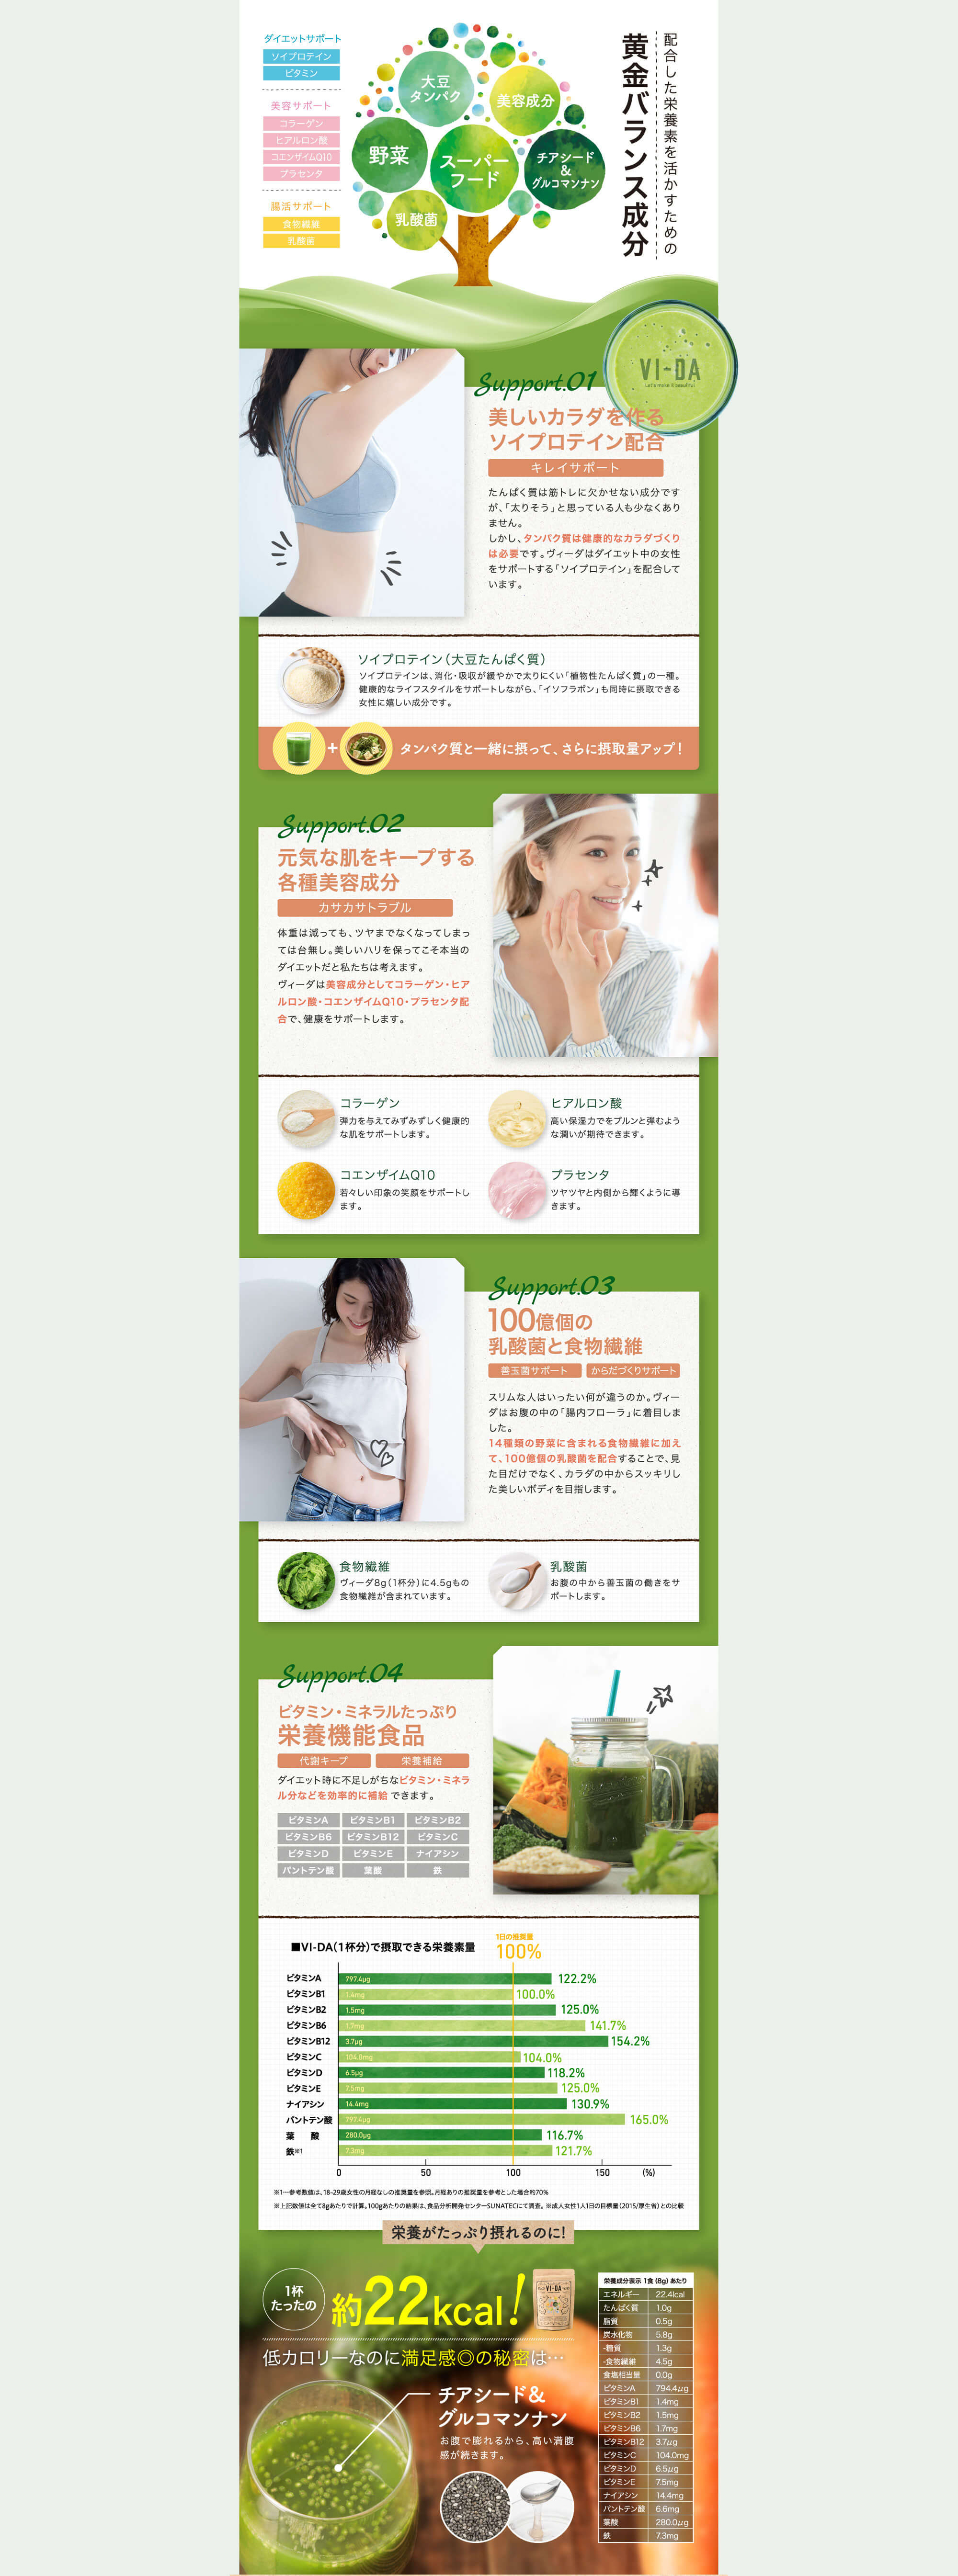 配合した栄養素を活かすための
黄金バランス成分
ダイエットサポート
ソイプロテイン
ビタミン
美容サポート
コラーゲン
ヒアルロン酸
コエンザイムQ10
プラセンタ
腸活サポート
食物繊維
乳酸菌
大豆
タンパク
美容成分
野菜
スーパー
フード
チアシード
&
グルコマンナン
乳酸菌
VI-DA
Let's make it beautiful
Support.01
美しいカラダを作る
ソイプロテイン配合
キレイサポート
たんぱく質は筋トレに欠かせない成分です
が、「太りそう」と思っている人も少なくあり
ません。
しかし、タンパク質は健康的なカラダづくり
は必要です。ヴィーダはダイエット中の女性
をサポートする「ソイプロテイン」を配合して
います。
ソイプロテイン（大豆たんぱく質）
ソイプロテインは、消化・吸収が緩やかで太りにくい「植物性たんぱく質」の一種。
健康的なライフスタイルをサポートしながら、「イソフラボン」も同時に摂取できる
女性に嬉しい成分です。
+
タンパク質と一緒に摂って、さらに摂取量アップ！
Support.02
元気な肌をキープする
各種美容成分
カサカサトラブル
体重は減っても、ツヤまでなくなってしまっ
ては台無し。美しいハリを保ってこそ本当の
ダイエットだと私たちは考えます。
ヴィーダは美容成分としてコラーゲン・ヒア
ルロン酸・コエンザイムQ10・プラセンタ配
合で、健康をサポートします。
コラーゲン
弾力を与えてみずみずしく健康的
な肌をサポートします。
ヒアルロン酸
高い保湿力でをプルンと弾むよう
な潤いが期待できます。
コエンザイムQ10
若々しい印象の笑顔をサポートし
ます。
プラセンタ
ツヤツヤと内側から輝くように導
きます。
Support.03
100億個の
乳酸菌と食物繊維
善玉菌サポート
からだづくりサポート
スリムな人はいったい何が違うのか。ヴィー
ダはお腹の中の「腸内フローラ」に着目しま
した。
14種類の野菜に含まれる食物繊維に加え
て、100億個の乳酸菌を配合することで、見
た目だけでなく、カラダの中からスッキリし
た美しいボディを目指します。
食物繊維
ヴィーダ8g（1杯分）に4.5gもの
食物繊維が含まれています。
乳酸菌
お腹の中から善玉菌の働きをサ
ポートします。
Support.04
ビタミン・ミネラルたっぷり
栄養機能食品
代謝キープ
栄養補給
ダイエット時に不足しがちなビタミン・ミネラ
ル分などを効率的に補給できます。
ビタミンA ビタミンB1 ビタミンB2
ビタミンB6 ビタミンB12 ビタミンC
ビタミンD ビタミンE ナイアシン
パントテン酸 葉酸 鉄
■VI-DA（1杯分）で摂取できる栄養素量
1日の推奨量
100%
ビタミンA 797.4μg 122.2%
ビタミンB1 1.4mg 100.0%
ビタミンB2 1.5mg 125.0%
ビタミンB6 1.7mg 141.7%
ビタミンB12 3.7μg 154.2%
ビタミンC 104.0mg 104.0%
ビタミンD 6.5μg 118.2%
ビタミンE 7.5mg 125.0%
ナイアシン 14.4mg 130.9%
パントテン酸 797.4μg 165.0%
葉 酸 280.0μg 116.7%
鉄※1 7.3mg 121.7%
0 50 100 150 (%)
※1…参考数値は、18-29歳女性の月経なしの推奨量を参照。月経ありの推奨量を参考とした場合約70%
※上記数値は全て8gあたりで計算。100gあたりの結果は、食品分析開発センターSUNATECにて調査。 ※成人女性1人1日の目標量（2015/厚生省）との比較
栄養がたっぷり摂れるのに！
1杯
たったの
約22kcal！
VI-DA
低カロリーなのに満足感◎の秘密は…
チアシード&
グルコマンナン
お腹で膨れるから、高い満腹
感が続きます。
栄養成分表示 1食（8g）あたり
エネルギー 22.4lcal
たんぱく質 1.0g
脂質 0.5g
炭水化物 5.8g
-糖質 1.3g
-食物繊維 4.5g
食塩相当量 0.0g
ビタミンA 794.4μg
ビタミンB1 1.4mg
ビタミンB2 1.5mg
ビタミンB6 1.7mg
ビタミンB12 3.7μg
ビタミンC 104.0mg
ビタミンD 6.5μg
ビタミンE 7.5mg
ナイアシン 14.4mg
パントテン酸 6.6mg
葉酸 280.0μg
鉄 7.3mg